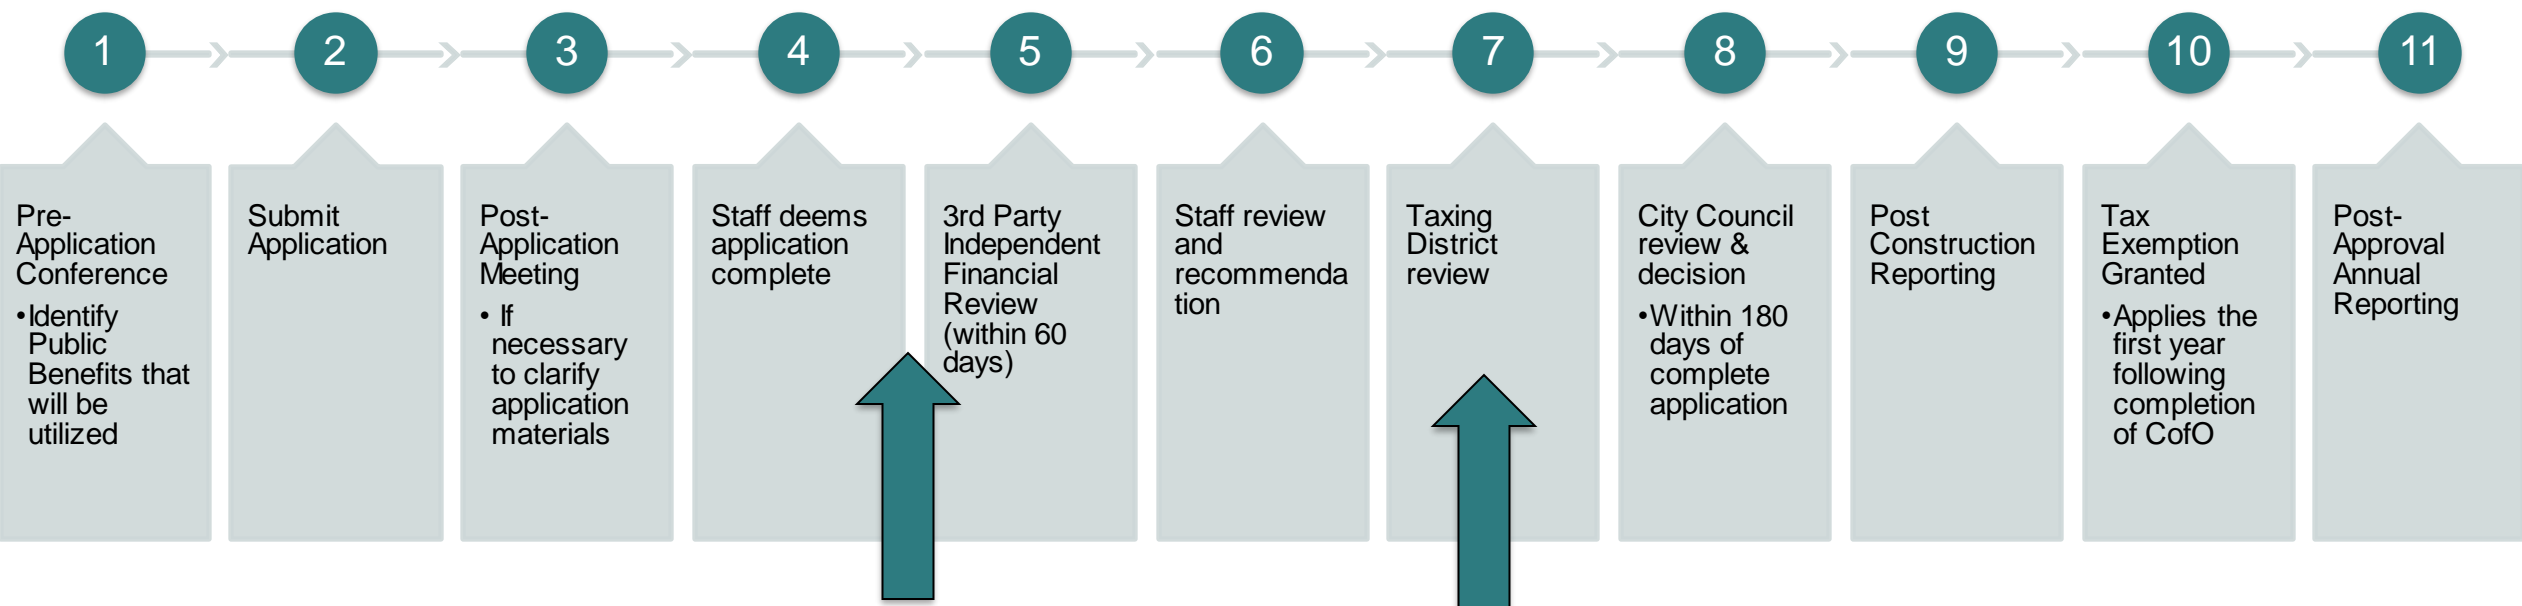 1
2
3
4
5
6
7
8
9
10
11
Pre-
Application
Conference
•Identify
Public
Benefits that
will be
utilized
Submit
Application
Post-
Application
Meeting
• If
necessary
to clarify
application
materials
Staff deems
application
complete
3rd Party
Independent
Financial
Review
(within 60
days)
Staff review
and
recommenda
tion
Taxing
District
review
City Council
review &
decision
•Within 180
days of
complete
application
Post
Construction
Reporting
Tax
Exemption
Granted
•Applies the
first year
following
completion
of CofO
Post-
Approval
Annual
Reporting